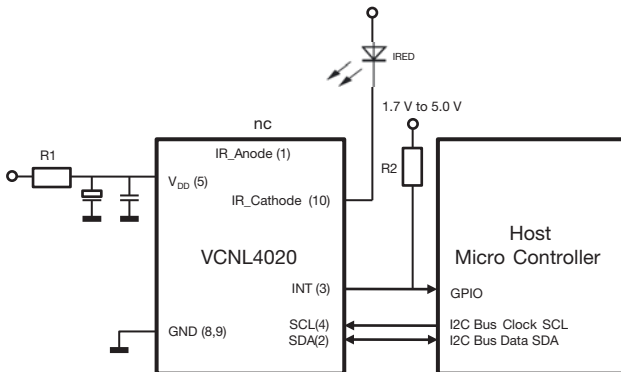 IRED
1.7 V to 5.0 V
nc
R1
IR_Anode (1)
R2
VDD (5)
IR_Cathode (10)
Host
Micro Controller
VCNL4020
INT (3)
GPIO
GND (8,9)
SCL(4)
I2C Bus Clock SCL
SDA(2)
I2C Bus Data SDA